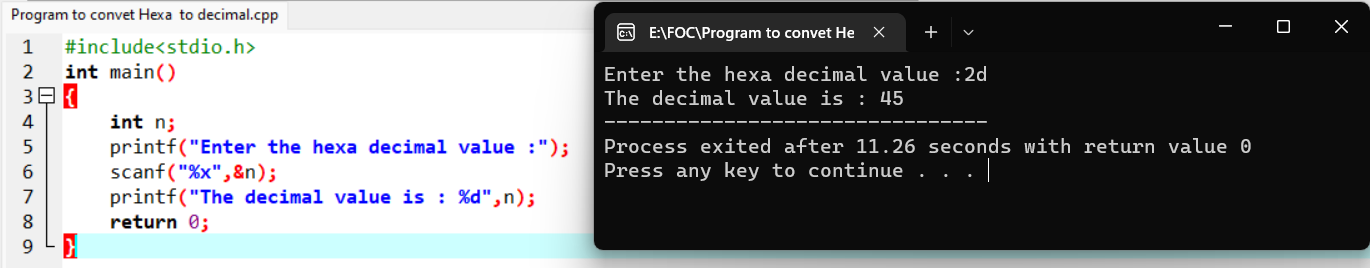 Program to convet Hexa  to decimal.cpp
1 #include<stdio.h>
2 int main()
3 {
4     int n;
5     printf("Enter the hexa decimal value :");
6     scanf("%x",&n);
7     printf("The decimal value is : %d",n);
8     return 0;
9 }
E:\FOC\Program to convet He
Enter the hexa decimal value :2d
The decimal value is : 45
--------------------------------
Process exited after 11.26 seconds with return value 0
Press any key to continue . . .